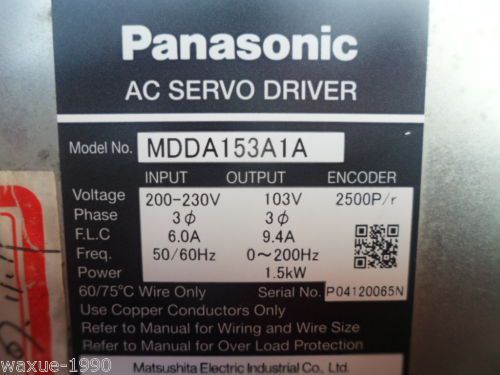 Panasonic
AC SERVO DRIVER
Model No. MDDA153A1A
INPUT OUTPUT ENCODER
Voltage 200-230V 103V 2500P/r
Phase 3ϕ 3ϕ
F.L.C 6.0A 9.4A
Freq. 50/60Hz 0～200Hz
Power 1.5kW
60/75°C Wire Only Serial No. P04120065N
Use Copper Conductors Only
Refer to Manual for Wiring and Wire Size
Refer to Manual for Over Load Protection
Matsushita Electric Industrial Co., Ltd.
waxue-1990